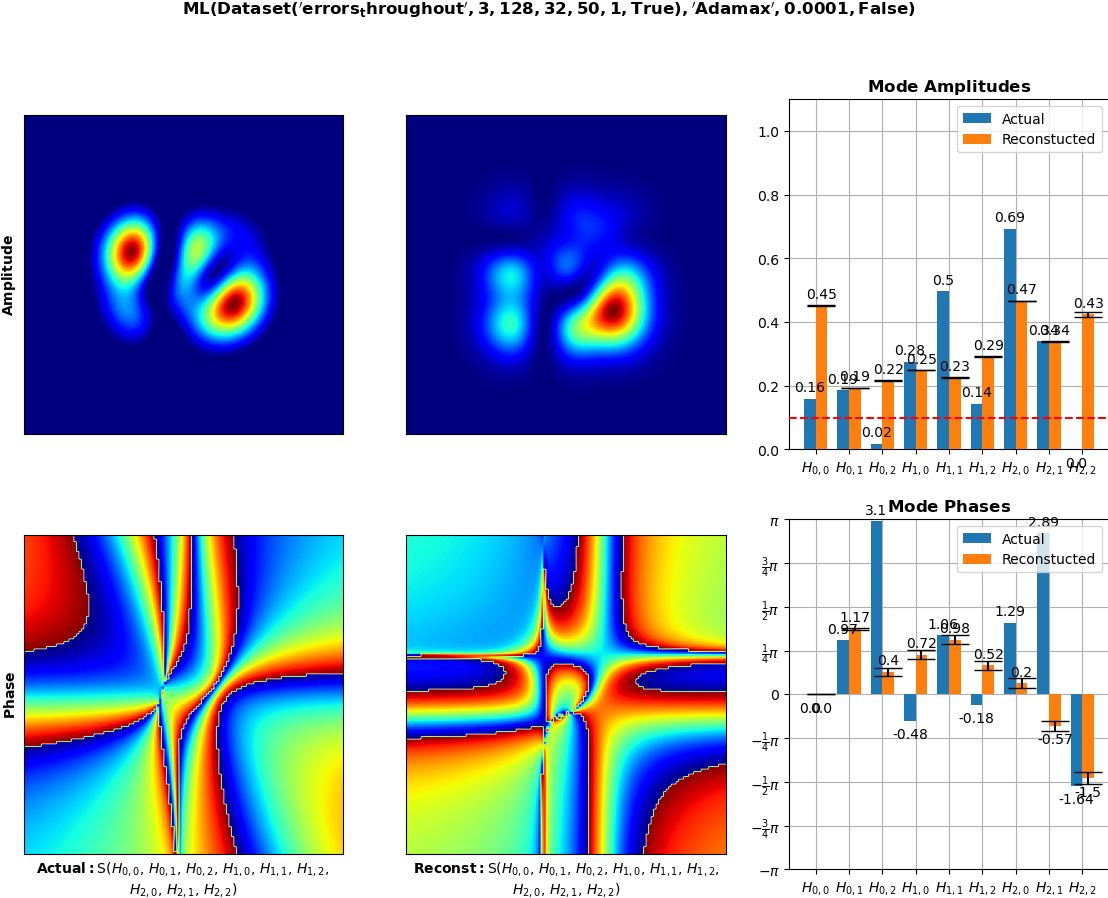 ML(Dataset('errors_throughout', 3, 128, 32, 50, 1, True), 'Adamax', 0.0001, False)
Amplitude
Mode Amplitudes
Actual
Reconstucted
1.0
0.8
0.6
0.4
0.2
0.0
0.16
0.45
0.19
0.19
0.02
0.22
0.28
0.25
0.5
0.23
0.14
0.29
0.69
0.47
0.34
0.34
0.0
0.43
H0,0 H0,1 H0,2 H1,0 H1,1 H1,2 H2,0 H2,1 H2,2
Phase
Actual: S(H0,0, H0,1, H0,2, H1,0, H1,1, H1,2,
H2,0, H2,1, H2,2)
Reconst: S(H0,0, H0,1, H0,2, H1,0, H1,1, H1,2,
H2,0, H2,1, H2,2)
Mode Phases
Actual
Reconstucted
π
3/4π
1/2π
1/4π
0
−1/4π
−1/2π
−3/4π
−π
0.0
0.0
0.97
1.17
3.1
0.4
-0.48
0.72
1.06
0.98
-0.18
0.52
1.29
0.2
2.89
-0.57
-1.64
-1.5
H0,0 H0,1 H0,2 H1,0 H1,1 H1,2 H2,0 H2,1 H2,2